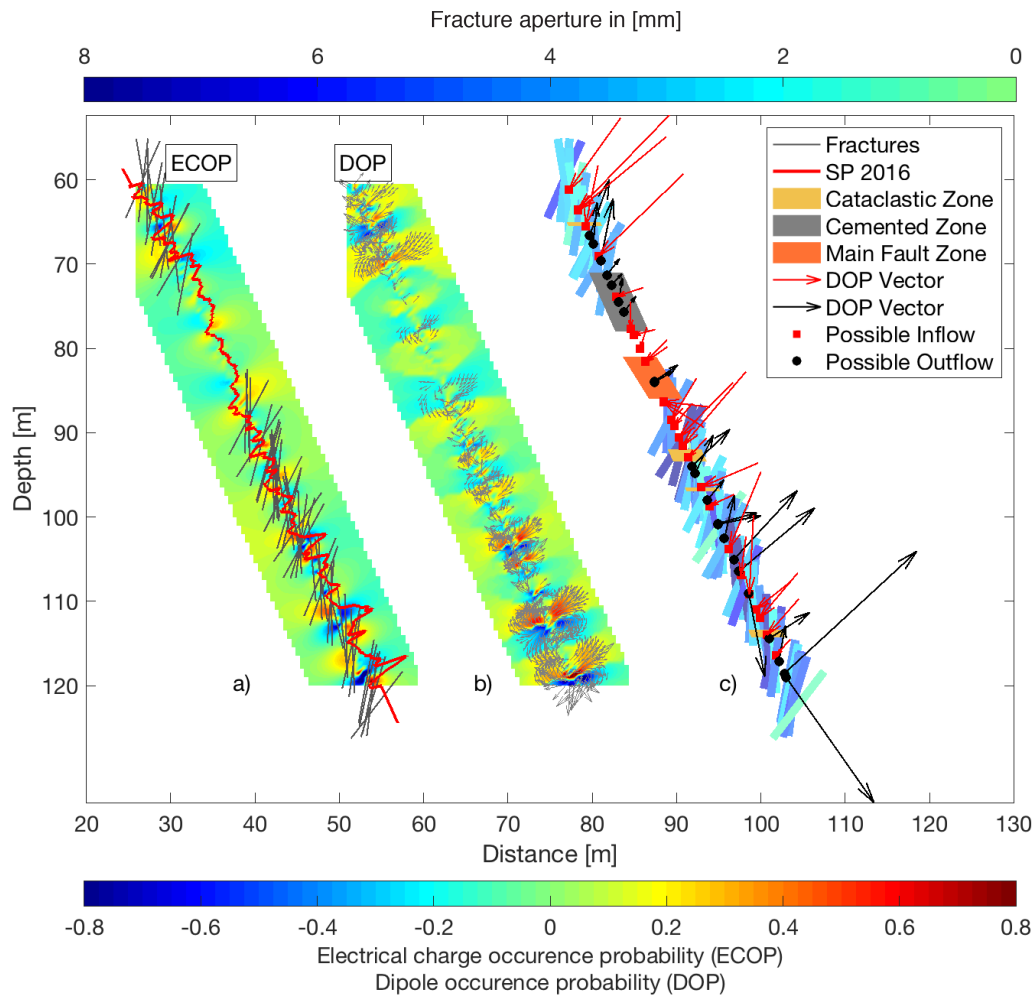 Fracture aperture in [mm]
8 6 4 2 0
ECOP
DOP
Fractures
SP 2016
Cataclastic Zone
Cemented Zone
Main Fault Zone
DOP Vector
DOP Vector
Possible Inflow
Possible Outflow
60
70
80
90
100
110
120
Depth [m]
a)
b)
c)
20 30 40 50 60 70 80 90 100 110 120 130
Distance [m]
-0.8 -0.6 -0.4 -0.2 0 0.2 0.4 0.6 0.8
Electrical charge occurence probability (ECOP)
Dipole occurence probability (DOP)